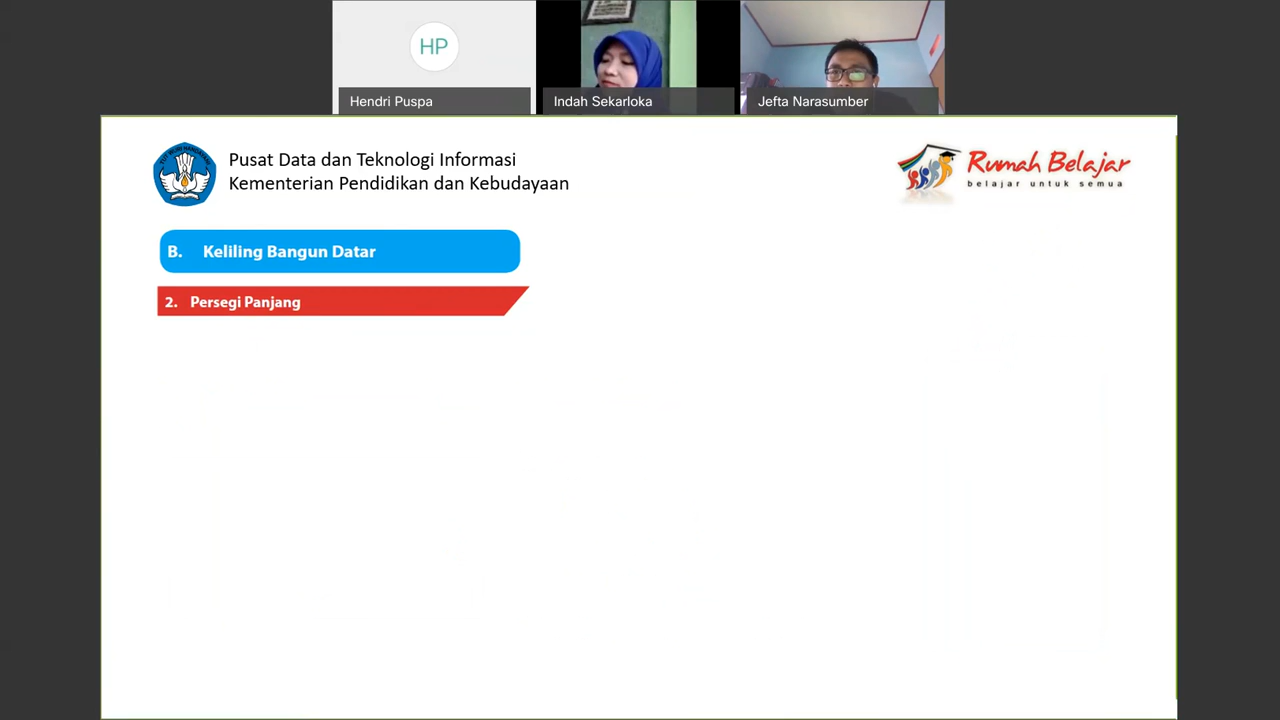 HP
Hendri Puspa
Indah Sekarloka
Jefta Narasumber
Pusat Data dan Teknologi Informasi
Kementerian Pendidikan dan Kebudayaan
Rumah Belajar
belajar untuk semua
B. Keliling Bangun Datar
2. Persegi Panjang